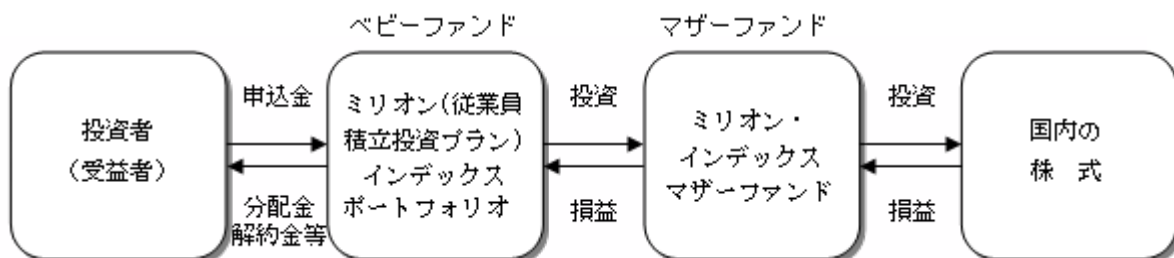 ベビーファンド
マザーファンド
投資者
(受益者)
申込金
分配金
解約金等
ミリオン(従業員
積立投資プラン)
インデックス
ポートフォリオ
投資
損益
ミリオン・
インデックス
マザーファンド
投資
損益
国内の
株 式